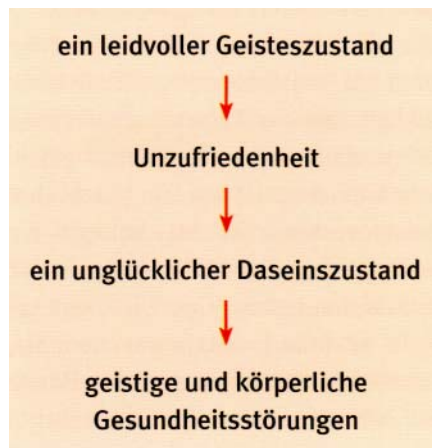 ein leidvoller Geisteszustand
Unzufriedenheit
ein unglücklicher Daseinszustand
geistige und körperliche
Gesundheitsstörungen